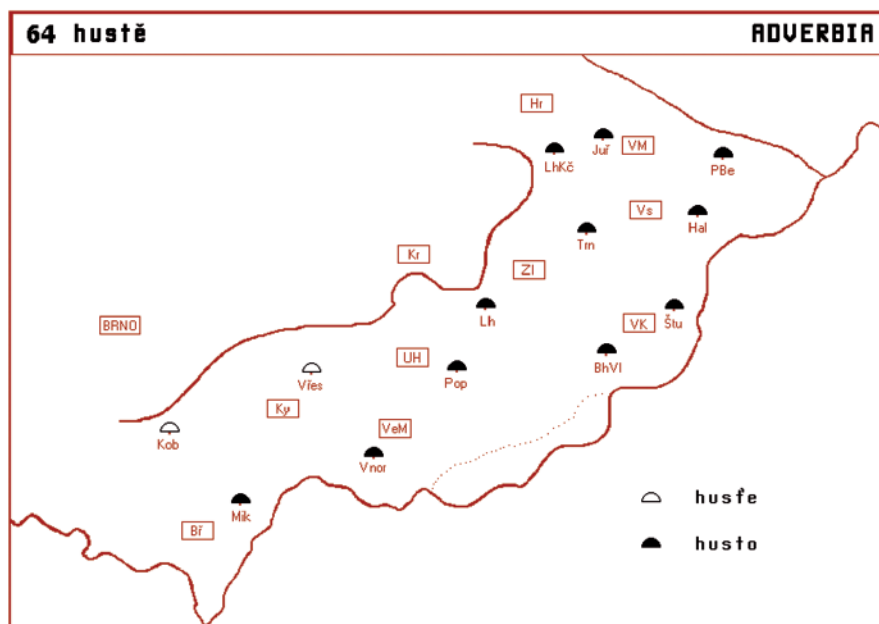 64 hustě ADVERBIA
Hr
Juř
VM
LhKč
PBe
Vs
Hal
Trn
Kr
Zl
BRNO
Lh
VK
Štu
UH
BhVl
Vřes
Pop
Ky
VeM
Kob
Vnor
Mik
Bř
husťe
husto